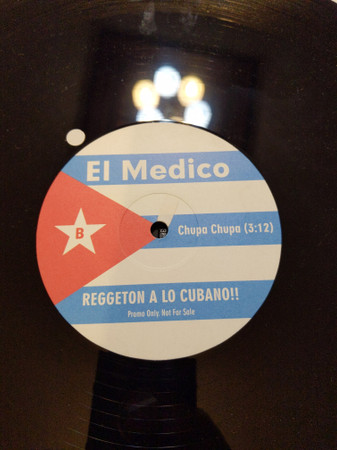 El Medico
B
Chupa Chupa (3:12)
REGGETON A LO CUBANO!!
Promo Only Not For Sale